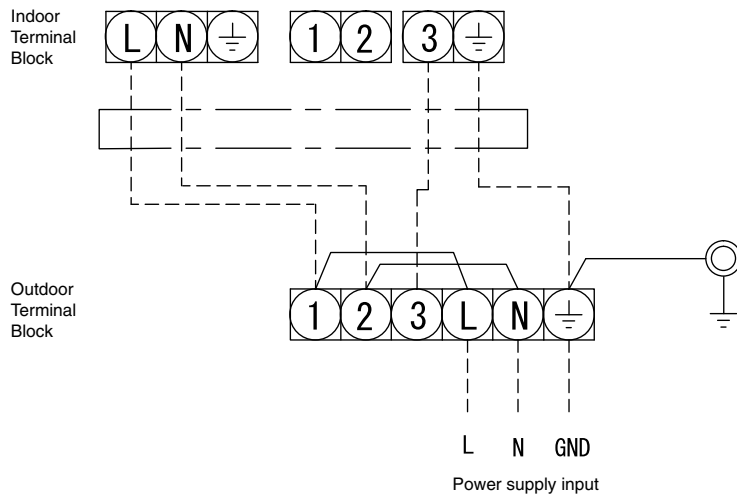 Indoor
Terminal
Block
L N 1 2 3
Outdoor
Terminal
Block
1 2 3 L N
L N GND
Power supply input